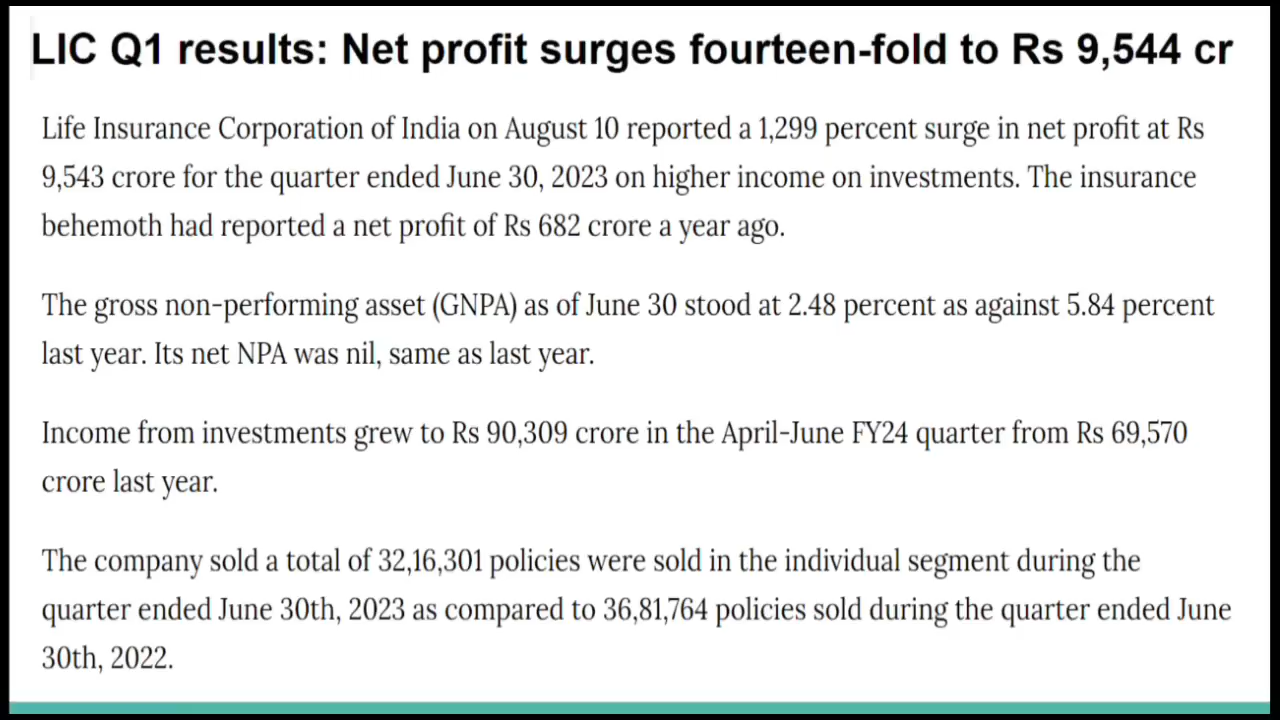 LIC Q1 results: Net profit surges fourteen-fold to Rs 9,544 cr
Life Insurance Corporation of India on August 10 reported a 1,299 percent surge in net profit at Rs
9,543 crore for the quarter ended June 30, 2023 on higher income on investments. The insurance
behemoth had reported a net profit of Rs 682 crore a year ago.
The gross non-performing asset (GNPA) as of June 30 stood at 2.48 percent as against 5.84 percent
last year. Its net NPA was nil, same as last year.
Income from investments grew to Rs 90,309 crore in the April-June FY24 quarter from Rs 69,570
crore last year.
The company sold a total of 32,16,301 policies were sold in the individual segment during the
quarter ended June 30th, 2023 as compared to 36,81,764 policies sold during the quarter ended June
30th, 2022.